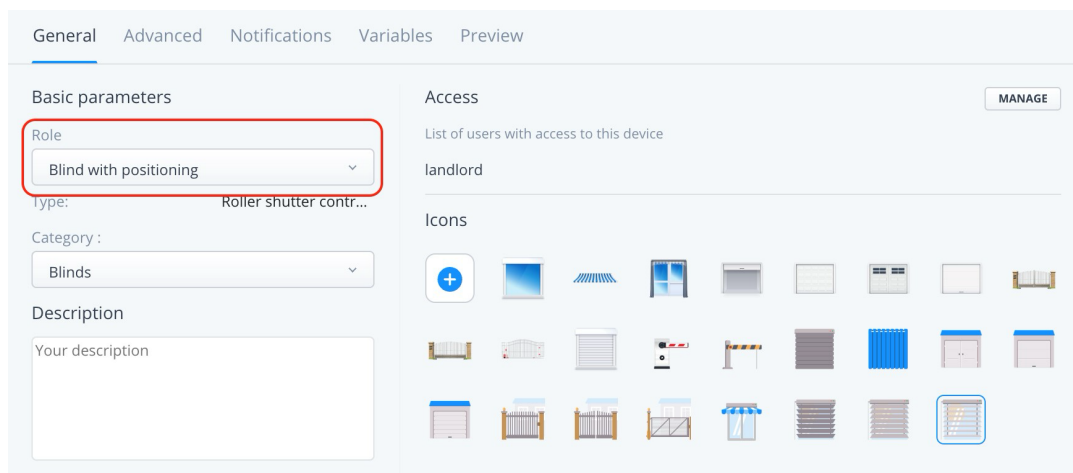 General Advanced Notifications Variables Preview
Basic parameters
Role
Blind with positioning
Type: Roller shutter contr...
Category :
Blinds
Description
Your description
Access
MANAGE
List of users with access to this device
landlord
Icons